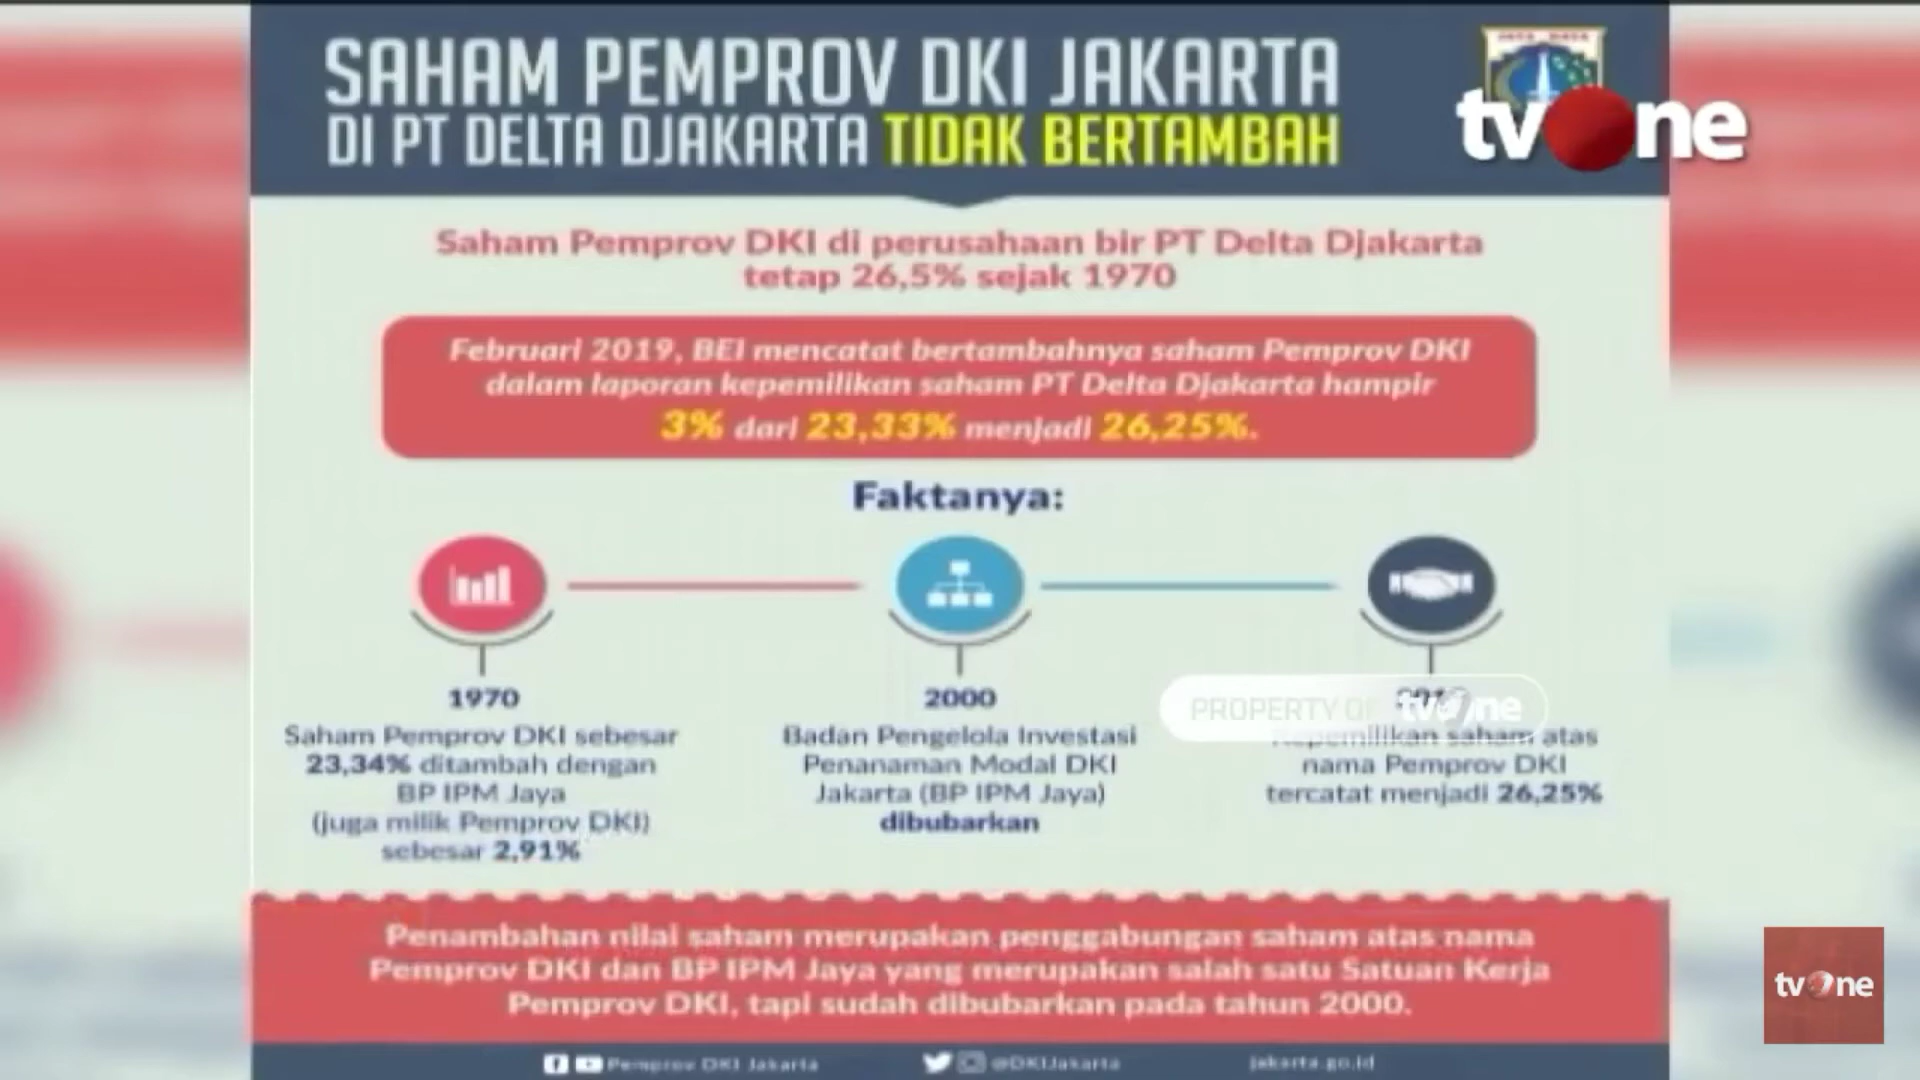 SAHAM PEMPROV DKI JAKARTA
DI PT DELTA DJAKARTA TIDAK BERTAMBAH
JAYA RAYA
tvOne
Saham Pemprov DKI di perusahaan bir PT Delta Djakarta
tetap 26,5% sejak 1970
Februari 2019, BEI mencatat bertambahnya saham Pemprov DKI
dalam laporan kepemilikan saham PT Delta Djakarta hampir
3% dari 23,33% menjadi 26,25%.
Faktanya:
1970
Saham Pemprov DKI sebesar
23,34% ditambah dengan
BP IPM Jaya
(juga milik Pemprov DKI)
sebesar 2,91%
2000
Badan Pengelola Investasi
Penanaman Modal DKI
Jakarta (BP IPM Jaya)
dibubarkan
PROPERTY OF tvOne
Kepemilikan saham atas
nama Pemprov DKI
tercatat menjadi 26,25%
Penambahan nilai saham merupakan penggabungan saham atas nama
Pemprov DKI dan BP IPM Jaya yang merupakan salah satu Satuan Kerja
Pemprov DKI, tapi sudah dibubarkan pada tahun 2000.
tvOne
Pemprov DKI Jakarta
@DKIJakarta
jakarta.go.id